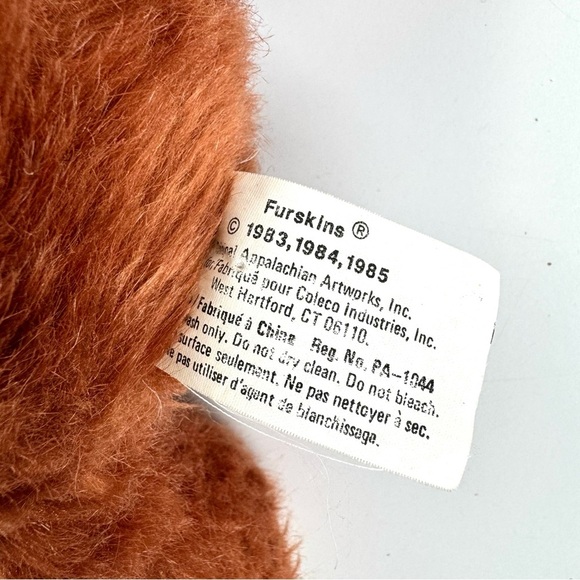 Furskins ®
© 1983, 1984, 1985
Appalachian Artworks, Inc.
Fabriqué pour Coleco Industries, Inc.
West Hartford, CT 06110.
/ Fabriqué à China Reg. No. PA-1044
only. Do not dry clean. Do not bleach.
surface seulement. Ne pas nettoyer à sec.
pas utiliser d'agent de blanchissage.